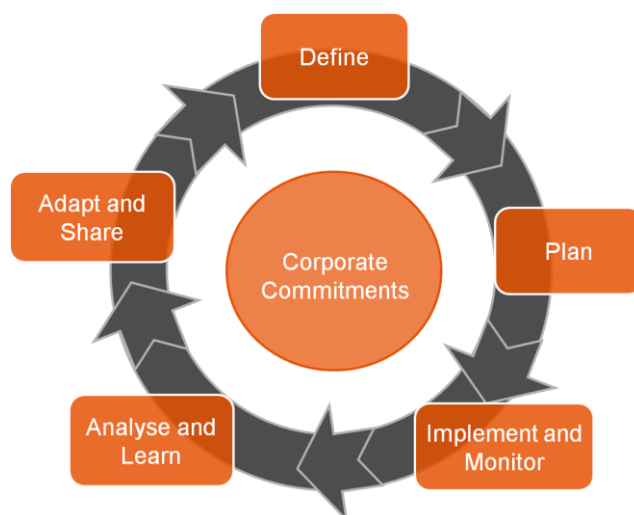 Define
Plan
Implement and
Monitor
Analyse and
Learn
Adapt and
Share
Corporate
Commitments